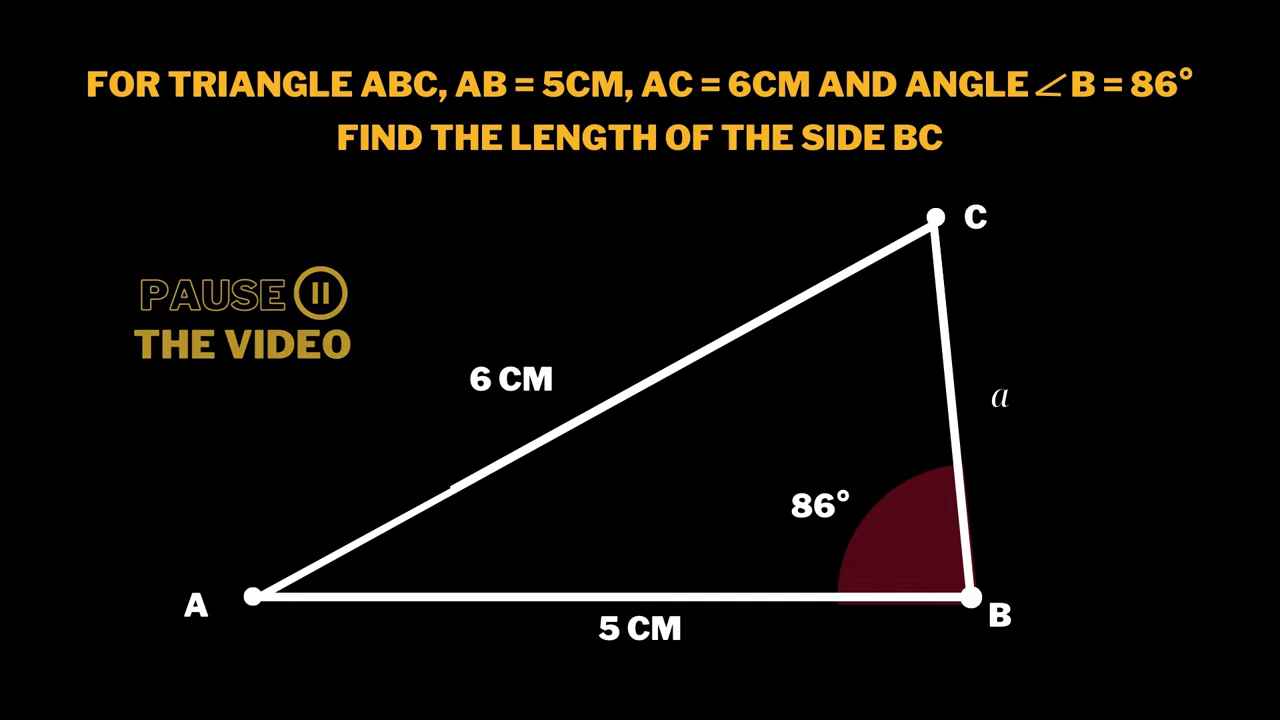 FOR TRIANGLE ABC, AB = 5CM, AC = 6CM AND ANGLE ∠B = 86°
FIND THE LENGTH OF THE SIDE BC
C
PAUSE
THE VIDEO
6 CM
a
86°
A
B
5 CM